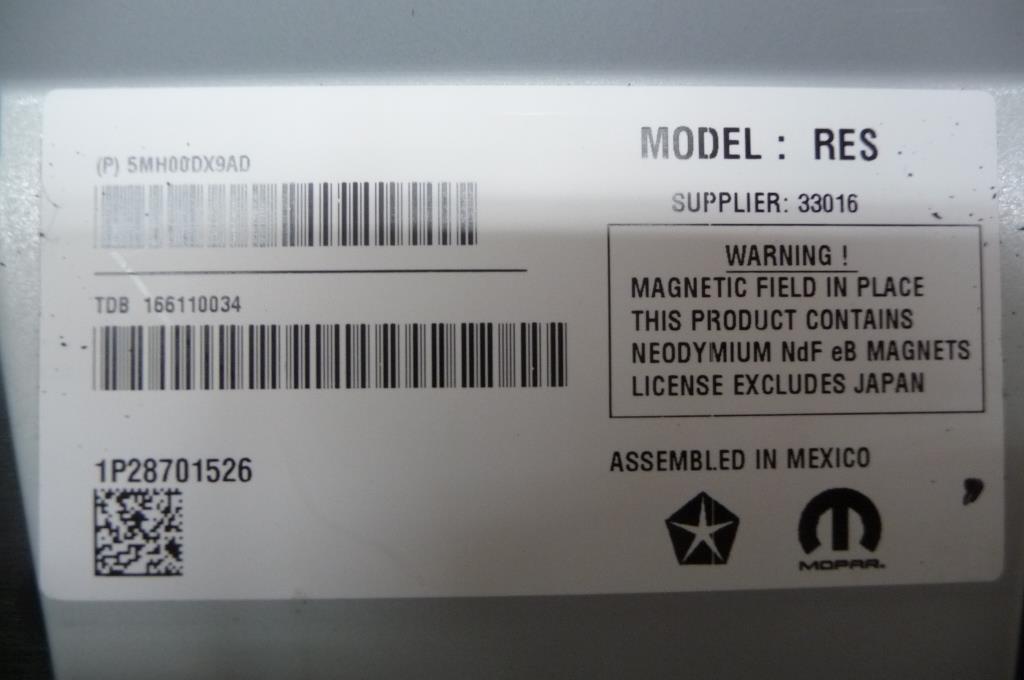 (P) 5MH00DX9AD
TDB 166110034
1P28701526
MODEL : RES
SUPPLIER: 33016
WARNING !
MAGNETIC FIELD IN PLACE
THIS PRODUCT CONTAINS
NEODYMIUM NdF eB MAGNETS
LICENSE EXCLUDES JAPAN
ASSEMBLED IN MEXICO
MOPAR.